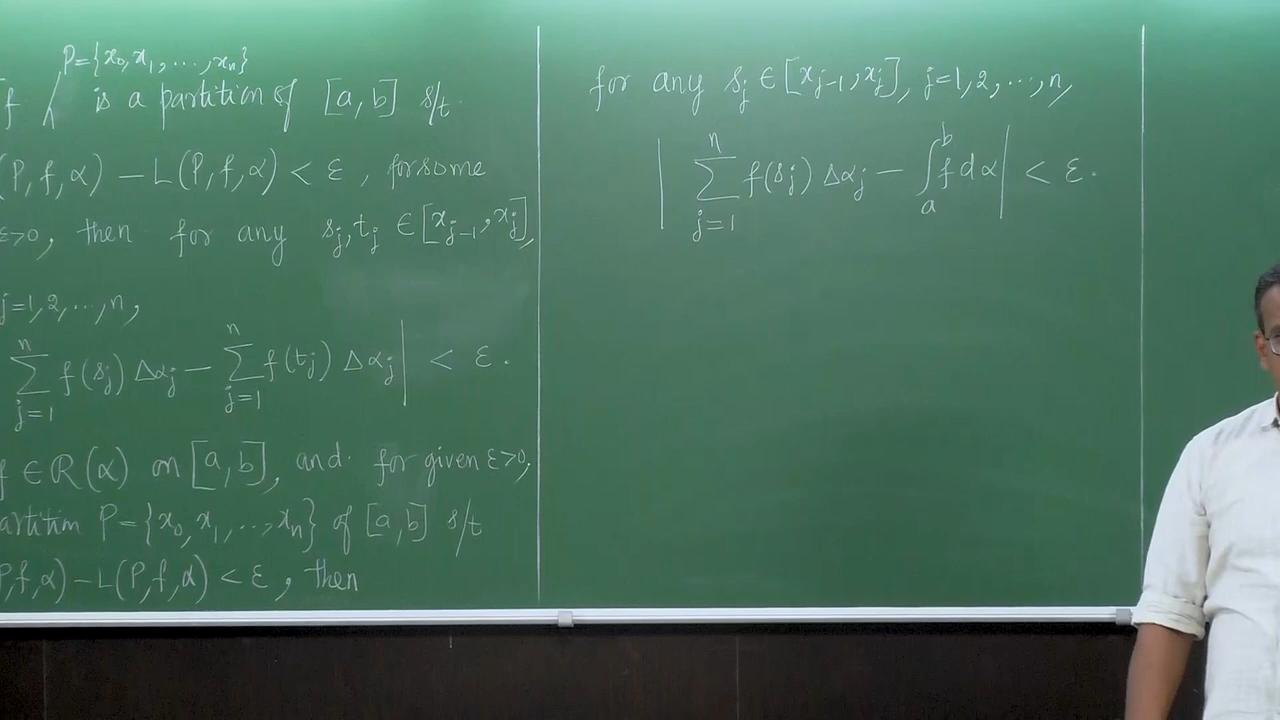 P={x₀,x₁,...,xₙ}
f is a partition of [a,b] s/t
(P,f,α) − L(P,f,α) < ε, for some
ε>0, then for any sⱼ,tⱼ ∈[xⱼ₋₁,xⱼ],
j=1,2,...,n,
∑ⱼ₌₁ⁿ f(sⱼ) Δαⱼ − ∑ⱼ₌₁ⁿ f(tⱼ) Δαⱼ| < ε.
f ∈ R(α) on [a,b], and for given ε>0,
artition P={x₀,x₁,...,xₙ} of [a,b] s/t
P,f,α)−L(P,f,α) < ε, then
for any sⱼ ∈[xⱼ₋₁,xⱼ], j=1,2,...,n,
| ∑ⱼ₌₁ⁿ f(sⱼ) Δαⱼ − ∫ₐᵇ f dα| < ε.